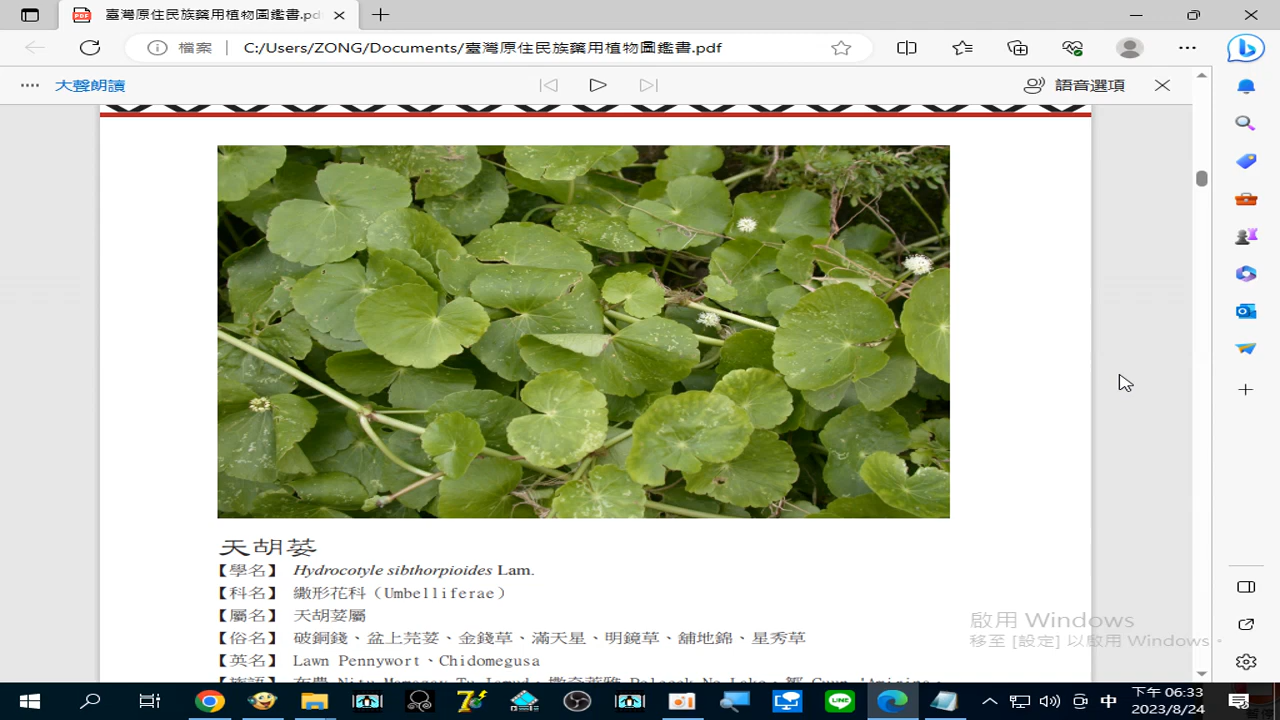 臺灣原住民族藥用植物圖鑑書.pd
檔案
C:/Users/ZONG/Documents/臺灣原住民族藥用植物圖鑑書.pdf
大聲朗讀
語音選項
天胡荽
【學名】 Hydrocotyle sibthorpioides Lam.
【科名】 繖形花科（Umbelliferae）
【屬名】 天胡荽屬
【俗名】 破銅錢、盆上芫荽、金錢草、滿天星、明鏡草、舖地錦、星秀草
【英名】 Lawn Pennywort、Chidomegusa
啟用 Windows
移至 [設定] 以啟用 Windows。
LINE
中
下午 06:33
2023/8/24